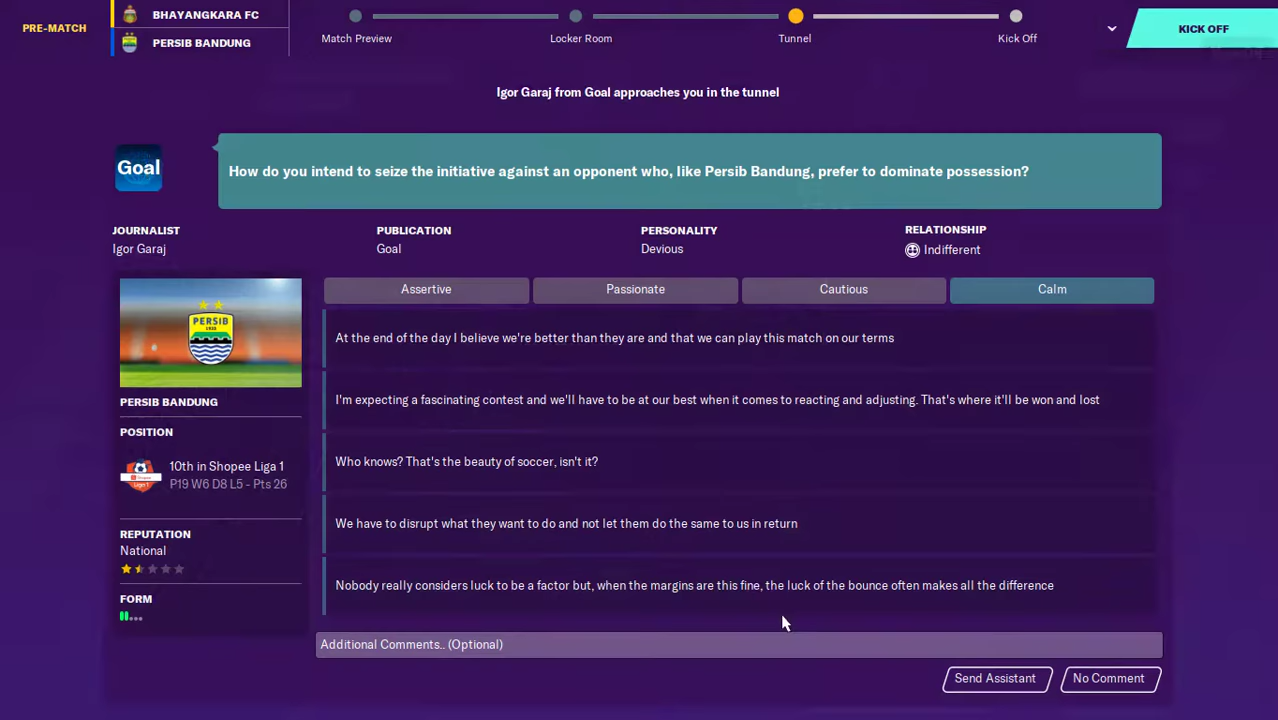 PRE-MATCH
BHAYANGKARA FC
PERSIB BANDUNG
Match Preview
Locker Room
Tunnel
Kick Off
KICK OFF
Igor Garaj from Goal approaches you in the tunnel
Goal
How do you intend to seize the initiative against an opponent who, like Persib Bandung, prefer to dominate possession?
JOURNALIST
Igor Garaj
PUBLICATION
Goal
PERSONALITY
Devious
RELATIONSHIP
Indifferent
Assertive
Passionate
Cautious
Calm
PERSIB
1933
PERSIB BANDUNG
POSITION
10th in Shopee Liga 1
P19 W6 D8 L5 - Pts 26
REPUTATION
National
FORM
At the end of the day I believe we're better than they are and that we can play this match on our terms
I'm expecting a fascinating contest and we'll have to be at our best when it comes to reacting and adjusting. That's where it'll be won and lost
Who knows? That's the beauty of soccer, isn't it?
We have to disrupt what they want to do and not let them do the same to us in return
Nobody really considers luck to be a factor but, when the margins are this fine, the luck of the bounce often makes all the difference
Additional Comments.. (Optional)
Send Assistant
No Comment